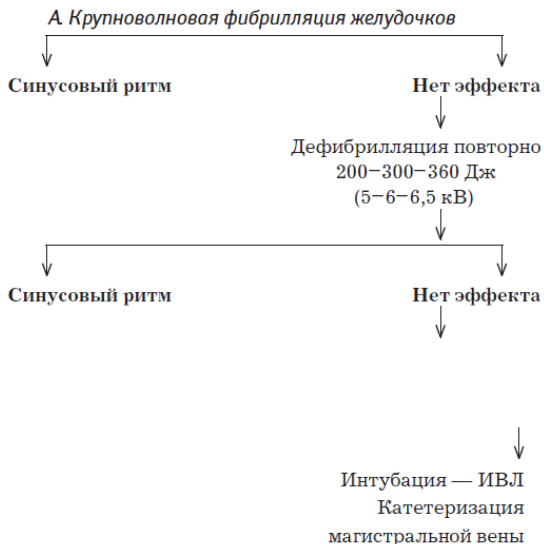 А. Крупноволновая фибрилляция желудочков
Синусовый ритм
Нет эффекта
Дефибрилляция повторно
200–300–360 Дж
(5–6–6,5 кВ)
Синусовый ритм
Нет эффекта
Интубация — ИВЛ
Катетеризация
магистральной вены